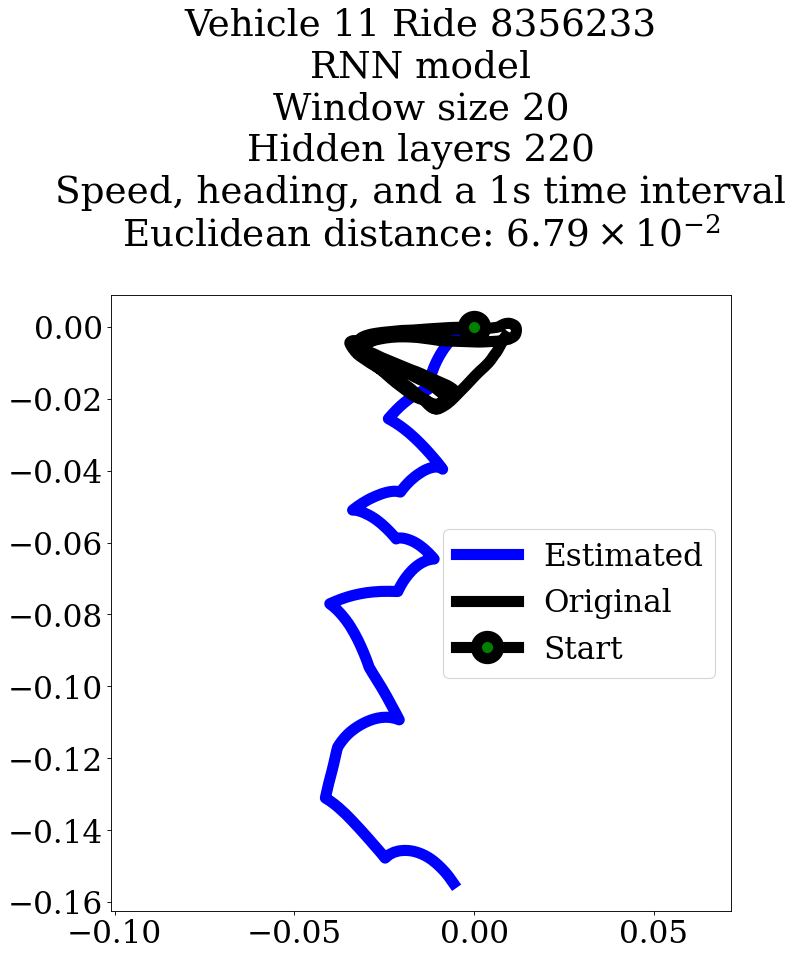 Vehicle 11 Ride 8356233
RNN model
Window size 20
Hidden layers 220
Speed, heading, and a 1s time interval
Euclidean distance: 6.79 × 10⁻²
0.00
−0.02
−0.04
−0.06
−0.08
−0.10
−0.12
−0.14
−0.16
Estimated
Original
Start
−0.10
−0.05
0.00
0.05